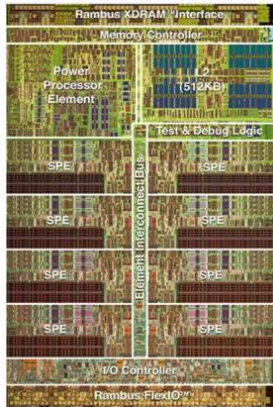 Rambus XDRAM™ Interface
Memory Controller
Power
Processor
Element
L2
(512KB)
Test & Debug Logic
Element Interconnect Bus
SPE
SPE
SPE
SPE
SPE
SPE
SPE
SPE
I/O Controller
Rambus FlexIO™